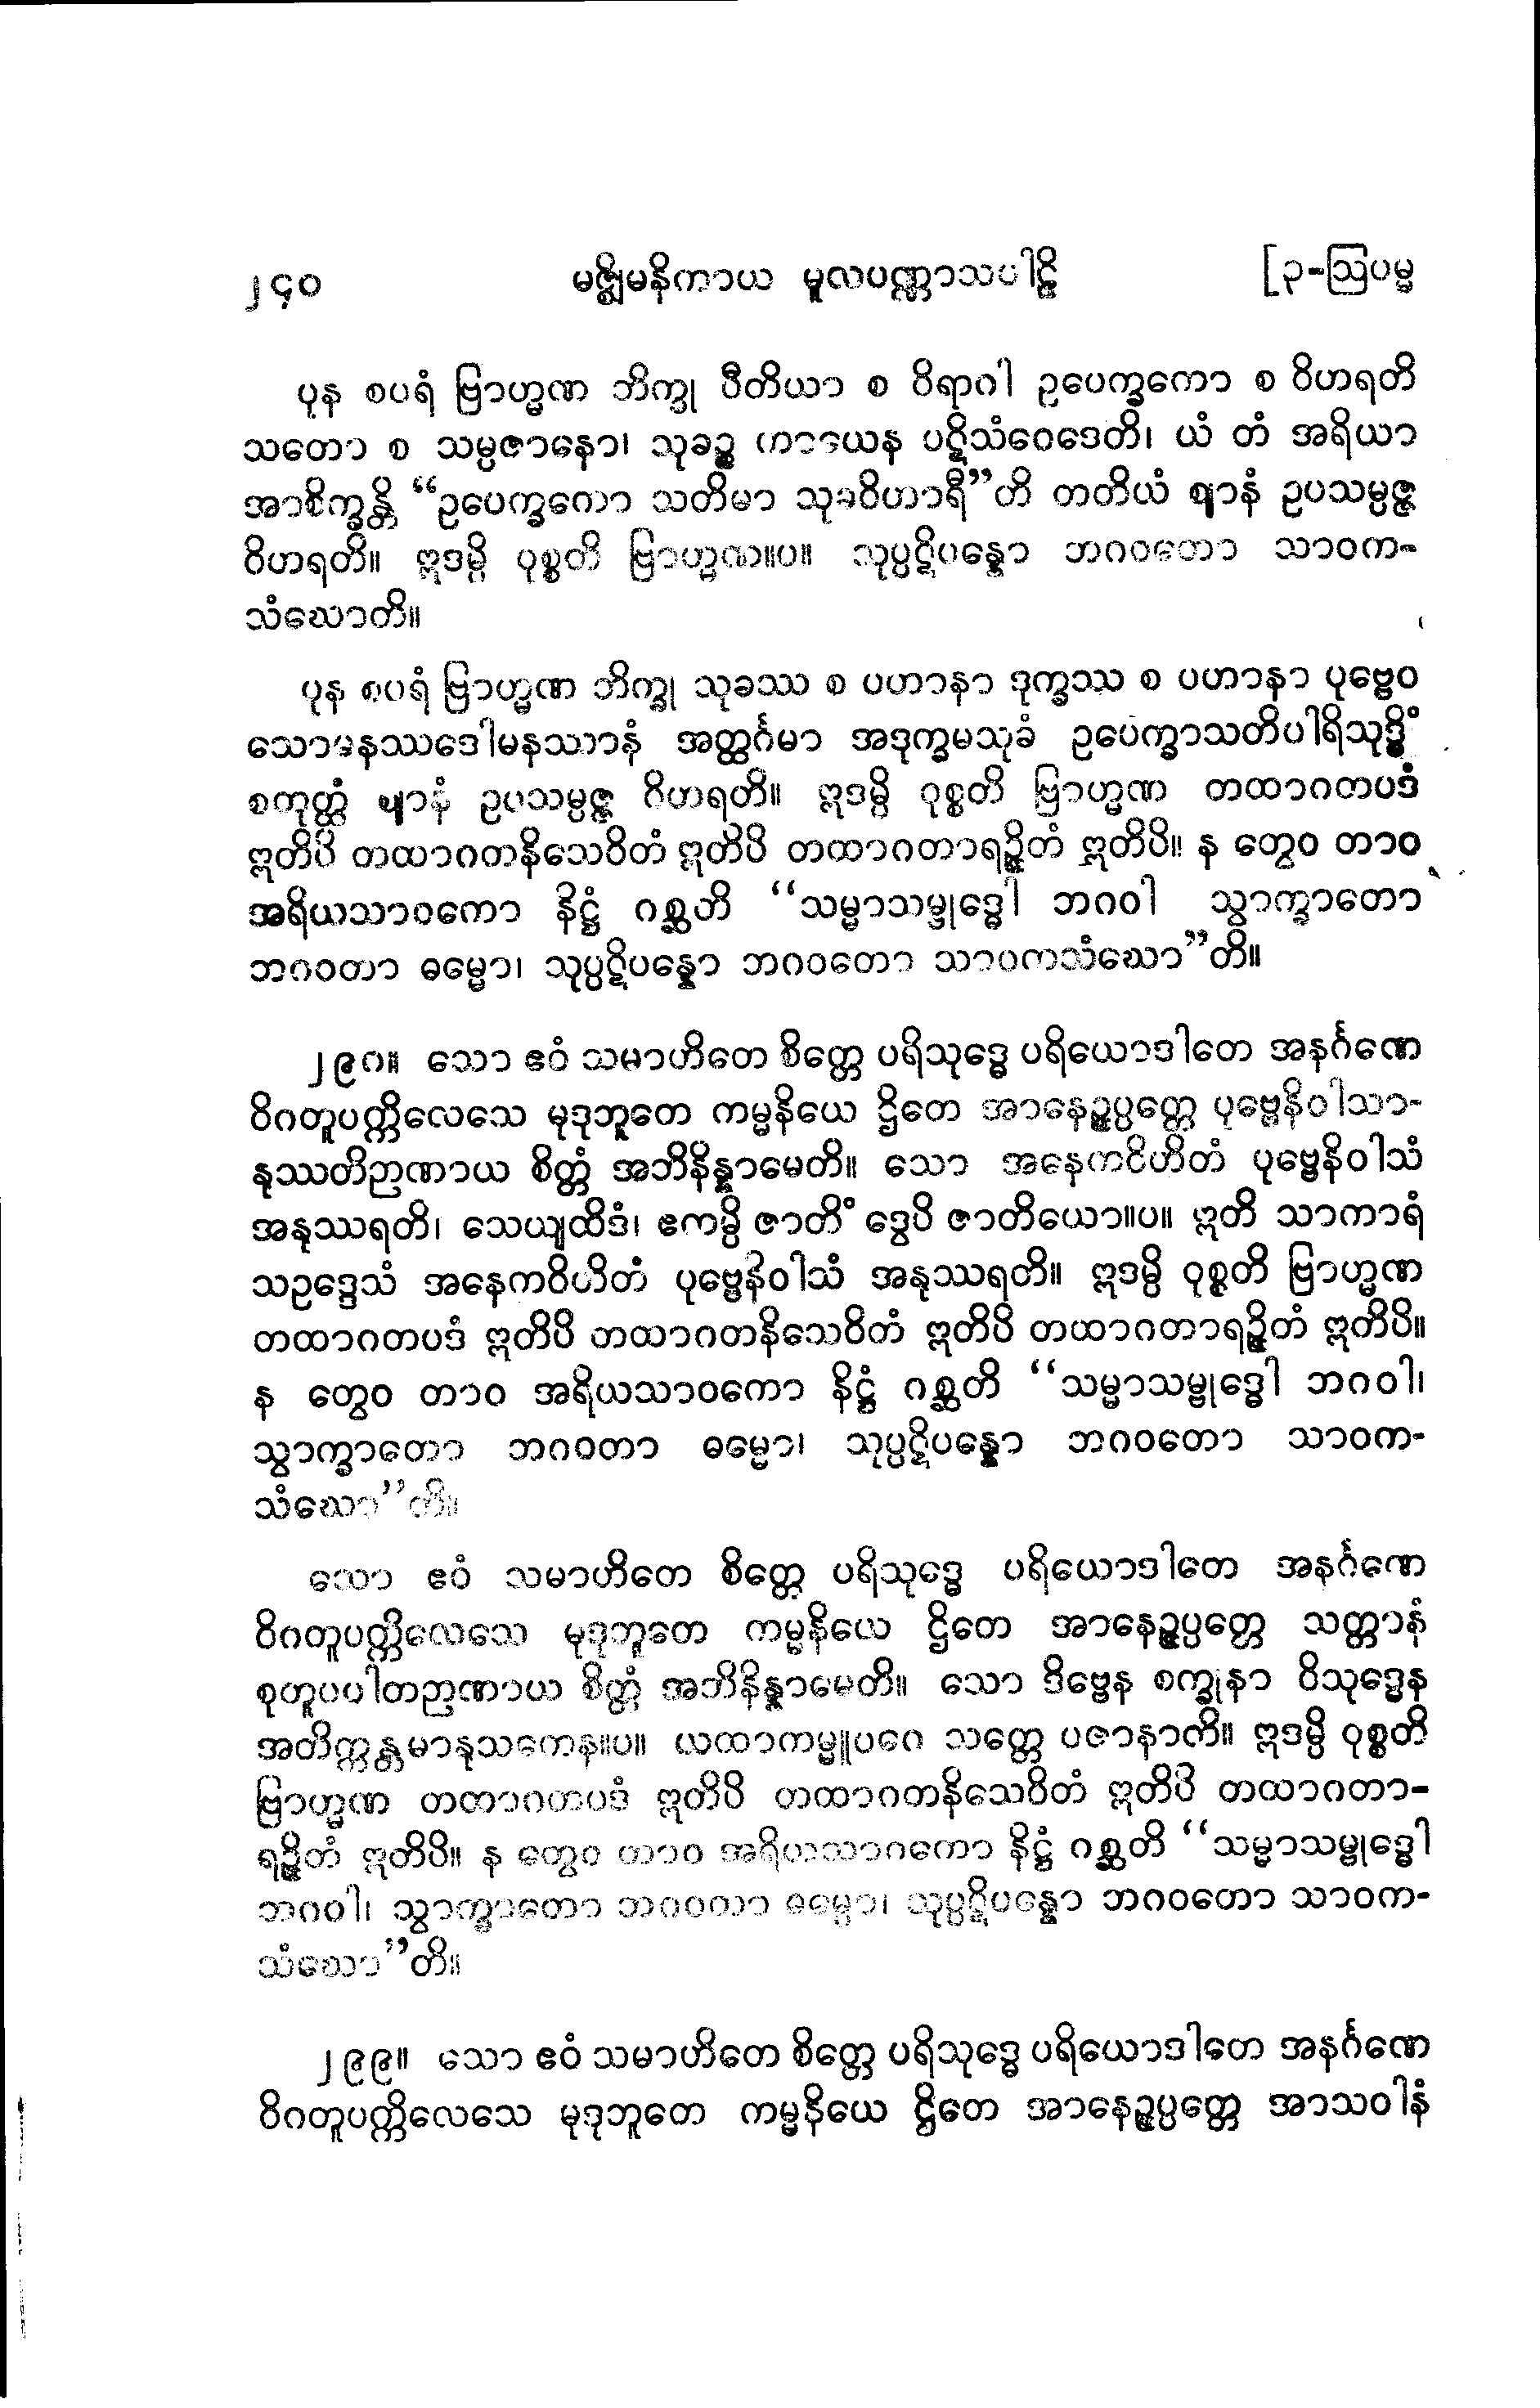 ၂၄၀ မဇ္ဈိမနိကာယ မူလပဏ္ဏာသပါဠိ [၃-ဩပမ္မ
ပုန စပရံ ဗြာဟ္မဏ ဘိက္ခု ပီတိယာ စ ဝိရာဂါ ဥပေက္ခကော စ ဝိဟရတိ
သတော စ သမ္ပဇာနော၊ သုခဉ္စ ကာယေန ပဋိသံဝေဒေတိ၊ ယံ တံ အရိယာ
အာစိက္ခန္တိ “ဥပေက္ခကော သတိမာ သုခဝိဟာရီ”တိ တတိယံ ဈာနံ ဥပသမ္ပဇ္ဇ
ဝိဟရတိ။ ဣဒမ္ပိ ဝုစ္စတိ ဗြာဟ္မဏ။ပ။ သုပ္ပဋိပန္နော ဘဂဝတော သာဝက-
သံဃောတိ။
ပုန စပရံ ဗြာဟ္မဏ ဘိက္ခု သုခဿ စ ပဟာနာ ဒုက္ခဿ စ ပဟာနာ ပုဗ္ဗေဝ
သောမနဿဒေါမနဿာနံ အတ္ထင်္ဂမာ အဒုက္ခမသုခံ ဥပေက္ခာသတိပါရိသုဒ္ဓိံ
စတုတ္ထံ ဈာနံ ဥပသမ္ပဇ္ဇ ဝိဟရတိ။ ဣဒမ္ပိ ဝုစ္စတိ ဗြာဟ္မဏ တထာဂတပဒံ
ဣတိပိ တထာဂတနိသေဝိတံ ဣတိပိ တထာဂတာရဉ္ဇိတံ ဣတိပိ။ န တွေဝ တာဝ
အရိယသာဝကော နိဋ္ဌံ ဂစ္ဆတိ “သမ္မာသမ္ဗုဒ္ဓေါ ဘဂဝါ သွာက္ခာတော
ဘဂဝတာ ဓမ္မော၊ သုပ္ပဋိပန္နော ဘဂဝတော သာဝကသံဃော”တိ။
၂၉၈။ သော ဧဝံ သမာဟိတေ စိတ္တေ ပရိသုဒ္ဓေ ပရိယောဒါတေ အနင်္ဂဏေ
ဝိဂတူပက္ကိလေသေ မုဒုဘူတေ ကမ္မနိယေ ဌိတေ အာနေဉ္ဇပ္ပတ္တေ ပုဗ္ဗေနိဝါသာ-
နုဿတိဉာဏာယ စိတ္တံ အဘိနိန္နာမေတိ။ သော အနေကဝိဟိတံ ပုဗ္ဗေနိဝါသံ
အနုဿရတိ၊ သေယျထိဒံ၊ ဧကမ္ပိ ဇာတိံ ဒွေပိ ဇာတိယော။ပ။ ဣတိ သာကာရံ
သဥဒ္ဒေသံ အနေကဝိဟိတံ ပုဗ္ဗေနိဝါသံ အနုဿရတိ။ ဣဒမ္ပိ ဝုစ္စတိ ဗြာဟ္မဏ
တထာဂတပဒံ ဣတိပိ တထာဂတနိသေဝိတံ ဣတိပိ တထာဂတာရဉ္ဇိတံ ဣတိပိ။
န တွေဝ တာဝ အရိယသာဝကော နိဋ္ဌံ ဂစ္ဆတိ “သမ္မာသမ္ဗုဒ္ဓေါ ဘဂဝါ၊
သွာက္ခာတော ဘဂဝတာ ဓမ္မော၊ သုပ္ပဋိပန္နော ဘဂဝတော သာဝက-
သံဃော”တိ။
သော ဧဝံ သမာဟိတေ စိတ္တေ ပရိသုဒ္ဓေ ပရိယောဒါတေ အနင်္ဂဏေ
ဝိဂတူပက္ကိလေသေ မုဒုဘူတေ ကမ္မနိယေ ဌိတေ အာနေဉ္ဇပ္ပတ္တေ သတ္တာနံ
စုတူပပါတဉာဏာယ စိတ္တံ အဘိနိန္နာမေတိ။ သော ဒိဗ္ဗေန စက္ခုနာ ဝိသုဒ္ဓေန
အတိက္ကန္တမာနုသကေန။ပ။ ယထာကမ္မူပဂေ သတ္တေ ပဇာနာတိ။ ဣဒမ္ပိ ဝုစ္စတိ
ဗြာဟ္မဏ တထာဂတပဒံ ဣတိပိ တထာဂတနိသေဝိတံ ဣတိပိ တထာဂတာ-
ရဉ္ဇိတံ ဣတိပိ။ န တွေဝ တာဝ အရိယသာဝကော နိဋ္ဌံ ဂစ္ဆတိ “သမ္မာသမ္ဗုဒ္ဓေါ
ဘဂဝါ၊ သွာက္ခာတော ဘဂဝတာ ဓမ္မော၊ သုပ္ပဋိပန္နော ဘဂဝတော သာဝက-
သံဃော”တိ။
၂၉၉။ သော ဧဝံ သမာဟိတေ စိတ္တေ ပရိသုဒ္ဓေ ပရိယောဒါတေ အနင်္ဂဏေ
ဝိဂတူပက္ကိလေသေ မုဒုဘူတေ ကမ္မနိယေ ဌိတေ အာနေဉ္ဇပ္ပတ္တေ အာသဝါနံ